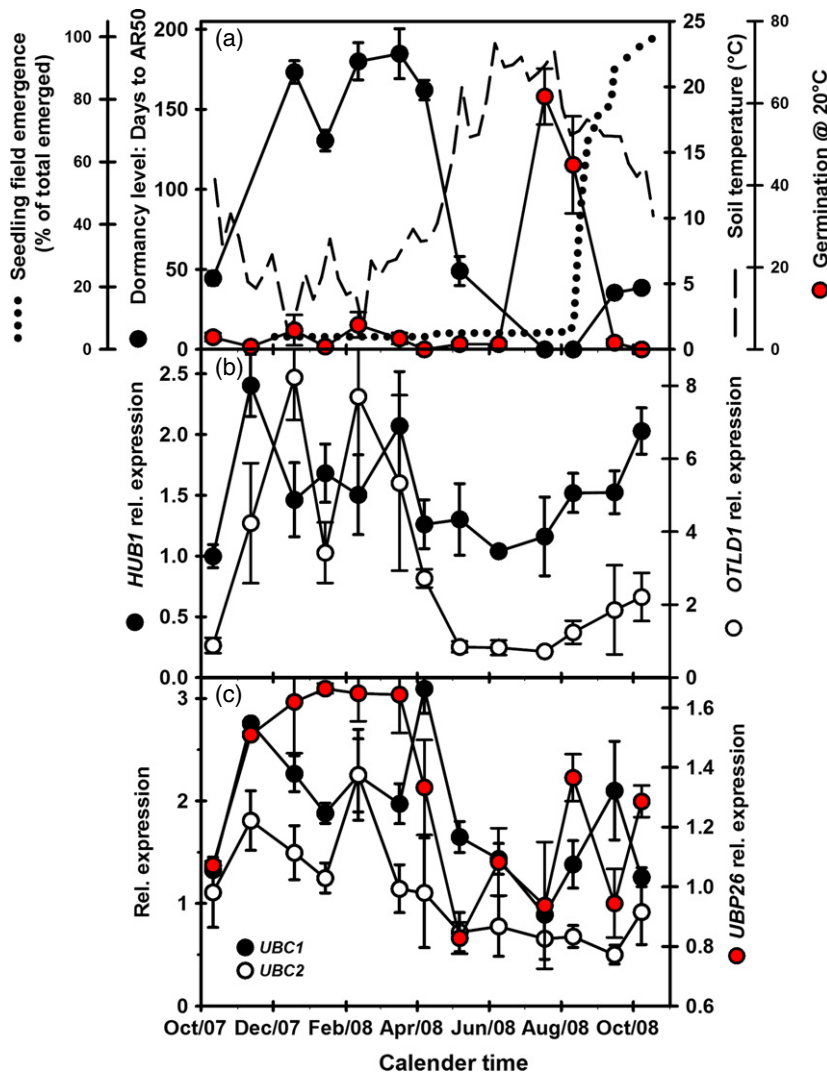 (a)
Seedling field emergence
(% of total emerged)
100
80
60
40
20
0
Dormancy level: Days to AR50
200
150
100
50
0
25
20
15
10
5
0
Soil temperature (°C)
80
60
40
20
0
Germination @ 20°C
(b)
HUB1 rel. expression
2.5
2.0
1.5
1.0
0.5
0.0
8
6
4
2
0
OTLD1 rel. expression
(c)
Rel. expression
3
2
1
0
UBC1
UBC2
1.6
1.4
1.2
1.0
0.8
0.6
UBP26 rel. expression
Oct/07 Dec/07 Feb/08 Apr/08 Jun/08 Aug/08 Oct/08
Calender time